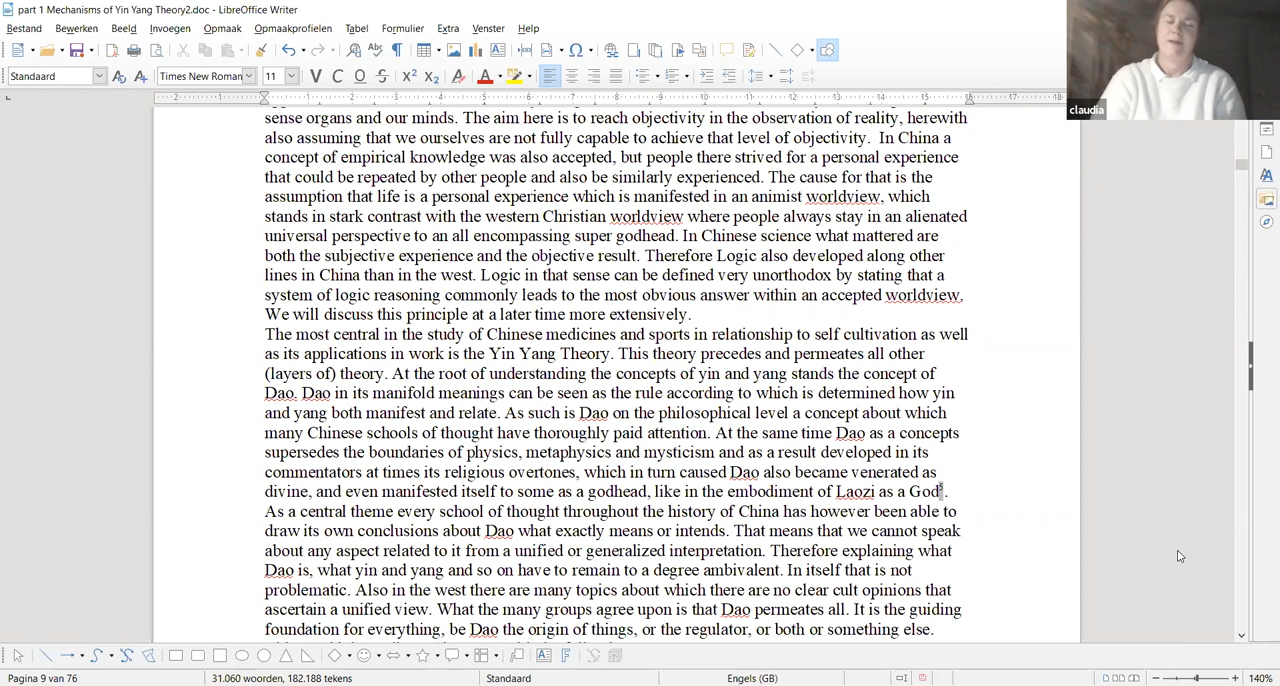 part 1 Mechanisms of Yin Yang Theory2.doc - LibreOffice Writer
Bestand Bewerken Beeld Invoegen Opmaak Opmaakprofielen Tabel Formulier Extra Venster Help
Standaard Times New Roman 11
claudia
sense organs and our minds. The aim here is to reach objectivity in the observation of reality, herewith
also assuming that we ourselves are not fully capable to achieve that level of objectivity. In China a
concept of empirical knowledge was also accepted, but people there strived for a personal experience
that could be repeated by other people and also be similarly experienced. The cause for that is the
assumption that life is a personal experience which is manifested in an animist worldview, which
stands in stark contrast with the western Christian worldview where people always stay in an alienated
universal perspective to an all encompassing super godhead. In Chinese science what mattered are
both the subjective experience and the objective result. Therefore Logic also developed along other
lines in China than in the west. Logic in that sense can be defined very unorthodox by stating that a
system of logic reasoning commonly leads to the most obvious answer within an accepted worldview.
We will discuss this principle at a later time more extensively.
The most central in the study of Chinese medicines and sports in relationship to self cultivation as well
as its applications in work is the Yin Yang Theory. This theory precedes and permeates all other
(layers of) theory. At the root of understanding the concepts of yin and yang stands the concept of
Dao. Dao in its manifold meanings can be seen as the rule according to which is determined how yin
and yang both manifest and relate. As such is Dao on the philosophical level a concept about which
many Chinese schools of thought have thoroughly paid attention. At the same time Dao as a concepts
supersedes the boundaries of physics, metaphysics and mysticism and as a result developed in its
commentators at times its religious overtones, which in turn caused Dao also became venerated as
divine, and even manifested itself to some as a godhead, like in the embodiment of Laozi as a God⁵.
As a central theme every school of thought throughout the history of China has however been able to
draw its own conclusions about Dao what exactly means or intends. That means that we cannot speak
about any aspect related to it from a unified or generalized interpretation. Therefore explaining what
Dao is, what yin and yang and so on have to remain to a degree ambivalent. In itself that is not
problematic. Also in the west there are many topics about which there are no clear cult opinions that
ascertain a unified view. What the many groups agree upon is that Dao permeates all. It is the guiding
foundation for everything, be Dao the origin of things, or the regulator, or both or something else.
Pagina 9 van 76 31.060 woorden, 182.188 tekens Standaard Engels (GB) 140%